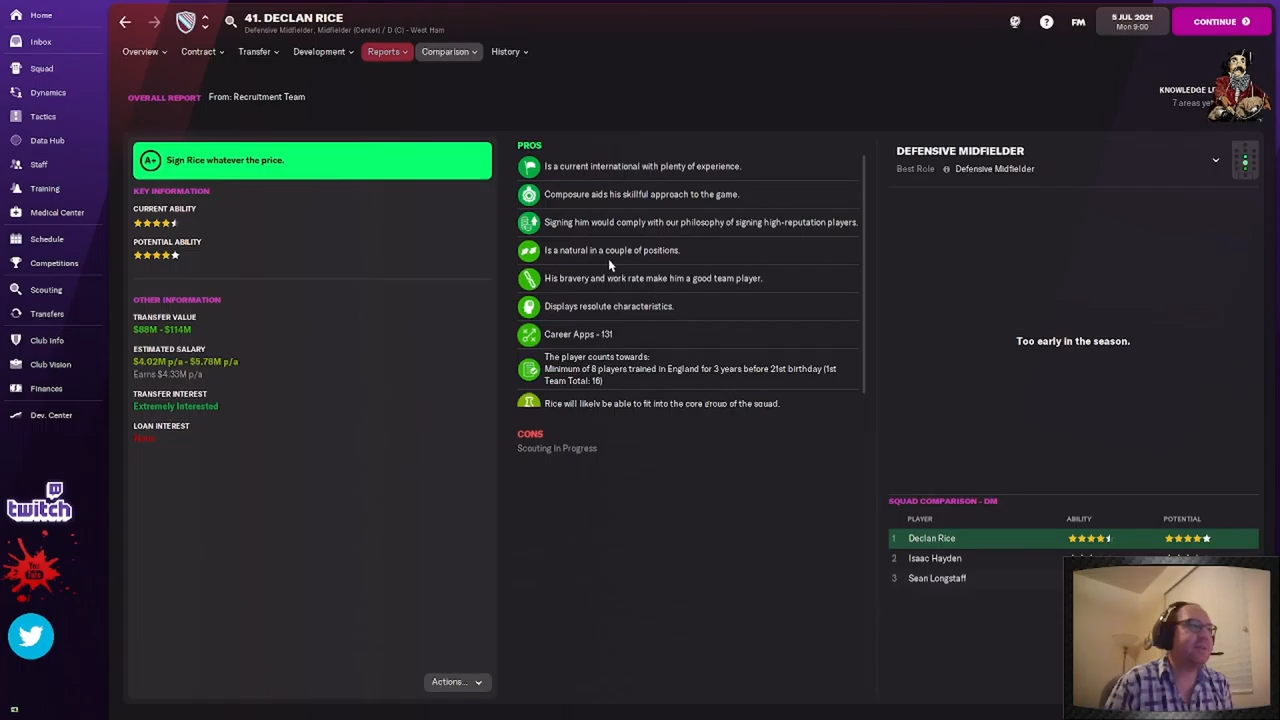 Home
Inbox
Squad
Dynamics
Tactics
Data Hub
Staff
Training
Medical Center
Schedule
Competitions
Scouting
Transfers
Club Info
Club Vision
Finances
Dev. Center
twitch
You
Tube
41. DECLAN RICE
Defensive Midfielder, Midfielder (Center) / D (C) - West Ham
?
FM
5 JUL 2021
Mon 9:00
CONTINUE
Overview
Contract
Transfer
Development
Reports
Comparison
History
OVERALL REPORT From: Recruitment Team
KNOWLEDGE
7 areas
A+ Sign Rice whatever the price.
KEY INFORMATION
CURRENT ABILITY
POTENTIAL ABILITY
OTHER INFORMATION
TRANSFER VALUE
$88M - $114M
ESTIMATED SALARY
$4.02M p/a - $5.78M p/a
Earns $4.33M p/a
TRANSFER INTEREST
Extremely Interested
LOAN INTEREST
None
Actions...
PROS
Is a current international with plenty of experience.
Composure aids his skillful approach to the game.
Signing him would comply with our philosophy of signing high-reputation players.
Is a natural in a couple of positions.
His bravery and work rate make him a good team player.
Displays resolute characteristics.
Career Apps - 131
The player counts towards:
Minimum of 8 players trained in England for 3 years before 21st birthday (1st
Team Total: 16)
Rice will likely be able to fit into the core group of the squad.
CONS
Scouting In Progress
DEFENSIVE MIDFIELDER
Best Role Defensive Midfielder
Too early in the season.
SQUAD COMPARISON - DM
PLAYER ABILITY POTENTIAL
1 Declan Rice
2 Isaac Hayden
3 Sean Longstaff